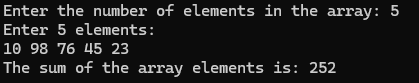 Enter the number of elements in the array: 5
Enter 5 elements:
10 98 76 45 23
The sum of the array elements is: 252